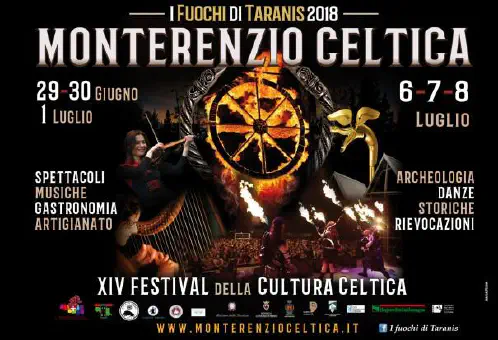 I FUOCHI DI TARANIS 2018
MONTERENZIO CELTICA
29-30 GIUGNO
1 LUGLIO
6-7-8
LUGLIO
SPETTACOLI
MUSICHE
GASTRONOMIA
ARTIGIANATO
ARCHEOLOGIA
DANZE
STORICHE
RIEVOCAZIONI
XIV FESTIVAL DELLA CULTURA CELTICA
WWW.MONTERENZIOCELTICA.IT
I fuochi di Taranis